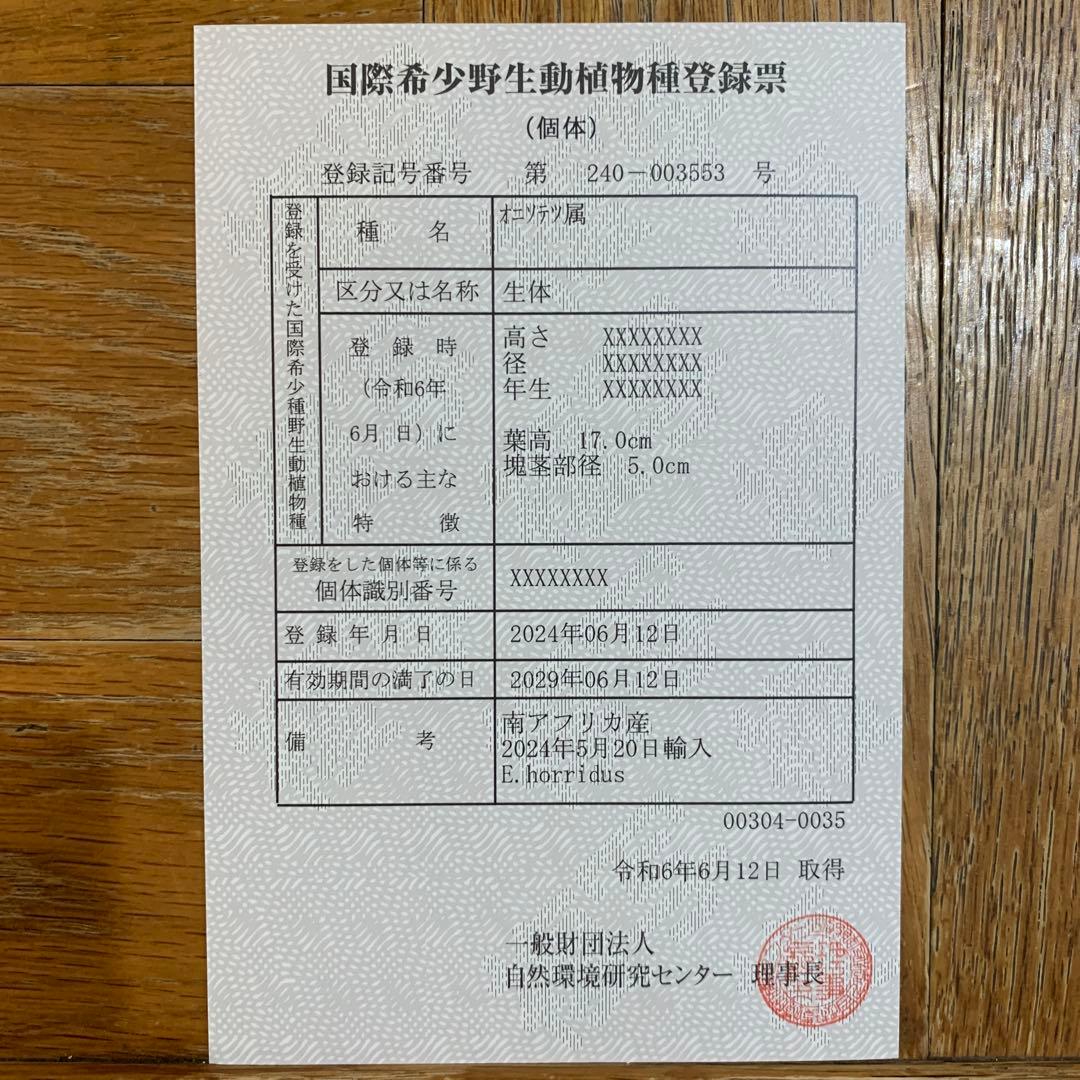 国際希少野生動植物種登録票
(個体)
登録記号番号 第 240-003553 号
登録を受けた国際希少種野生動植物種
種 名 ｵﾆｿﾃﾂ属
区分又は名称 生体
登録時
(令和6年
6月 日)に
おける主な
特 徴
高さ XXXXXXXX
径 XXXXXXXX
年生 XXXXXXXX
葉高 17.0cm
塊茎部径 5.0cm
登録をした個体等に係る
個体識別番号 XXXXXXXX
登録年月日 2024年06月12日
有効期間の満了の日 2029年06月12日
備 考
南アフリカ産
2024年5月20日輸入
E.horridus
00304-0035
令和6年6月12日 取得
一般財団法人
自然環境研究センター 理事長